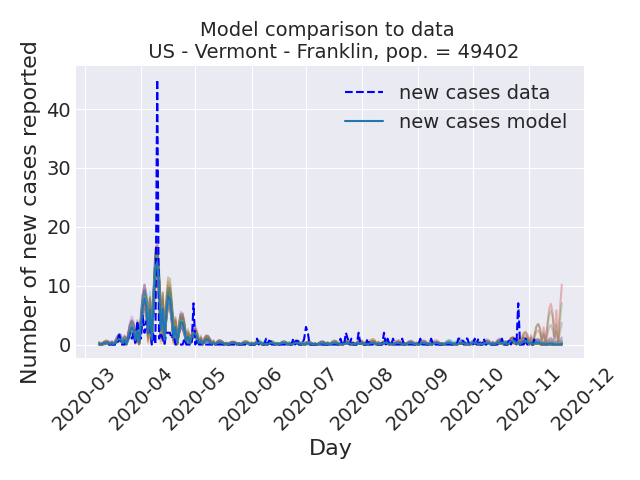 Model comparison to data
US - Vermont - Franklin, pop. = 49402
new cases data
new cases model
Number of new cases reported
40
30
20
10
0
2020-03
2020-04
2020-05
2020-06
2020-07
2020-08
2020-09
2020-10
2020-11
2020-12
Day